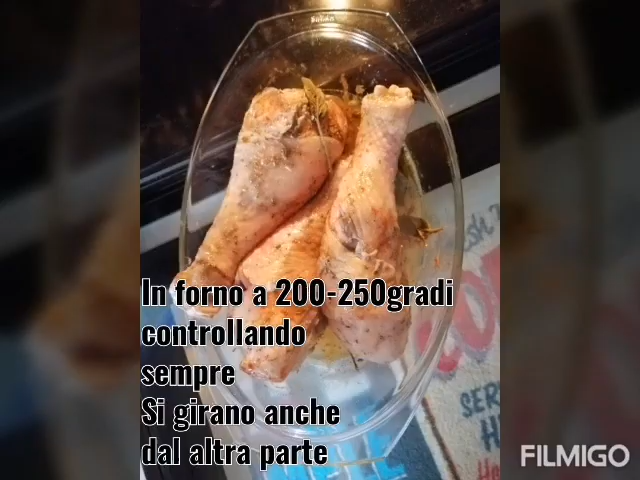 In forno a 200-250gradi
controllando
sempre
Si girano anche
dal altra parte
FILMIGO